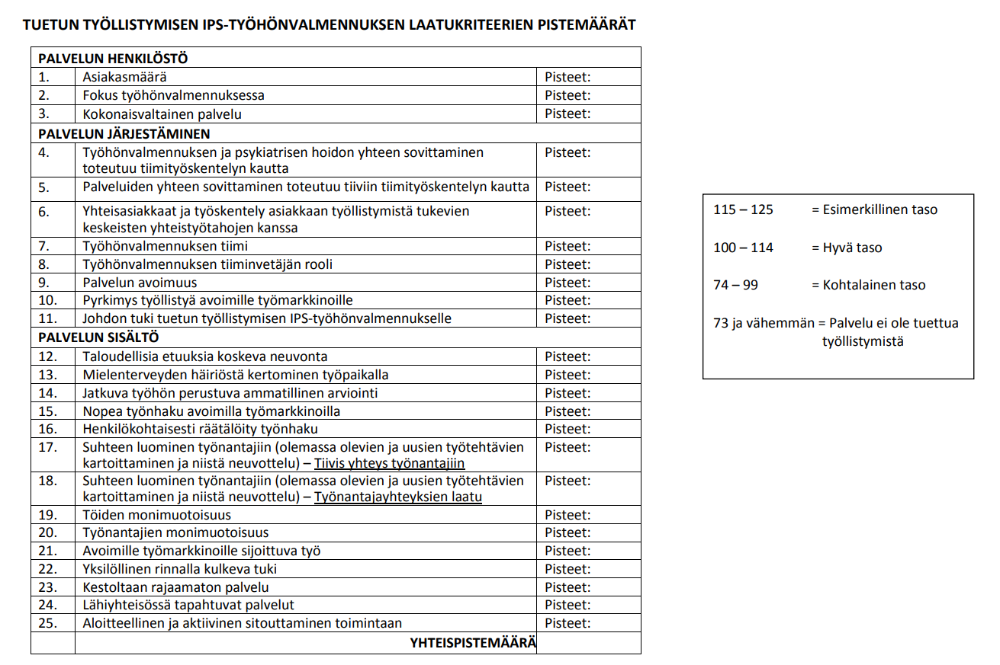 TUETUN TYÖLLISTYMISEN IPS-TYÖHÖNVALMENNUKSEN LAATUKRITEERIEN PISTEMÄÄRÄT
PALVELUN HENKILÖSTÖ
1. Asiakasmäärä Pisteet:
2. Fokus työhönvalmennuksessa Pisteet:
3. Kokonaisvaltainen palvelu Pisteet:
PALVELUN JÄRJESTÄMINEN
4. Työhönvalmennuksen ja psykiatrisen hoidon yhteen sovittaminen Pisteet:
toteutuu tiimityöskentelyn kautta
5. Palveluiden yhteen sovittaminen toteutuu tiiviin tiimityöskentelyn kautta Pisteet:
6. Yhteisasiakkaat ja työskentely asiakkaan työllistymistä tukevien Pisteet:
keskeisten yhteistyötahojen kanssa
7. Työhönvalmennuksen tiimi Pisteet:
8. Työhönvalmennuksen tiiminvetäjän rooli Pisteet:
9. Palvelun avoimuus Pisteet:
10. Pyrkimys työllistyä avoimille työmarkkinoille Pisteet:
11. Johdon tuki tuetun työllistymisen IPS-työhönvalmennukselle Pisteet:
PALVELUN SISÄLTÖ
12. Taloudellisia etuuksia koskeva neuvonta Pisteet:
13. Mielenterveyden häiriöstä kertominen työpaikalla Pisteet:
14. Jatkuva työhön perustuva ammatillinen arviointi Pisteet:
15. Nopea työnhaku avoimilla työmarkkinoilla Pisteet:
16. Henkilökohtaisesti räätälöity työnhaku Pisteet:
17. Suhteen luominen työnantajiin (olemassa olevien ja uusien työtehtävien Pisteet:
kartoittaminen ja niistä neuvottelu) – Tiivis yhteys työnantajiin
18. Suhteen luominen työnantajiin (olemassa olevien ja uusien työtehtävien Pisteet:
kartoittaminen ja niistä neuvottelu) – Työnantajayhteyksien laatu
19. Töiden monimuotoisuus Pisteet:
20. Työnantajien monimuotoisuus Pisteet:
21. Avoimille työmarkkinoille sijoittuva työ Pisteet:
22. Yksilöllinen rinnalla kulkeva tuki Pisteet:
23. Kestoltaan rajaamaton palvelu Pisteet:
24. Lähiyhteisössä tapahtuvat palvelut Pisteet:
25. Aloitteellinen ja aktiivinen sitouttaminen toimintaan Pisteet:
YHTEISPISTEMÄÄRÄ
115 – 125 = Esimerkillinen taso
100 – 114 = Hyvä taso
74 – 99 = Kohtalainen taso
73 ja vähemmän = Palvelu ei ole tuettua
työllistymistä